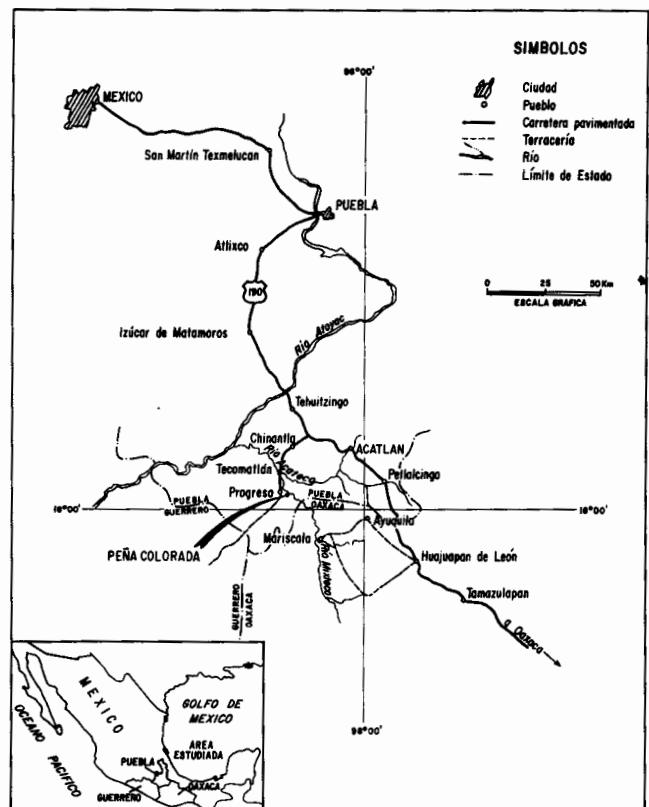 SIMBOLOS
Ciudad
Pueblo
Carretera pavimentada
Terracería
Río
Límite de Estado
0 25 50 Km
ESCALA GRAFICA
98°00'
MEXICO
San Martín Texmelucan
PUEBLA
Atlixco
190
Izúcar de Matamoros
Río Atoyac
Tehuitzingo
Chinantla
ACATLAN
Río Acateco
Tecomatlán
Petlalcingo
Progreso
PUEBLA
OAXACA
PUEBLA
GUERRERO
18°00'
18°00'
Ayuquila
Mariscala
PEÑA COLORADA
Río Mixteco
Huajuapan de León
GUERRERO
OAXACA
Tamazulapan
a Oaxaca
98°00'
MEXICO
GOLFO DE
MEXICO
OCEANO PACIFICO
AREA
ESTUDIADA
PUEBLA
OAXACA
GUERRERO